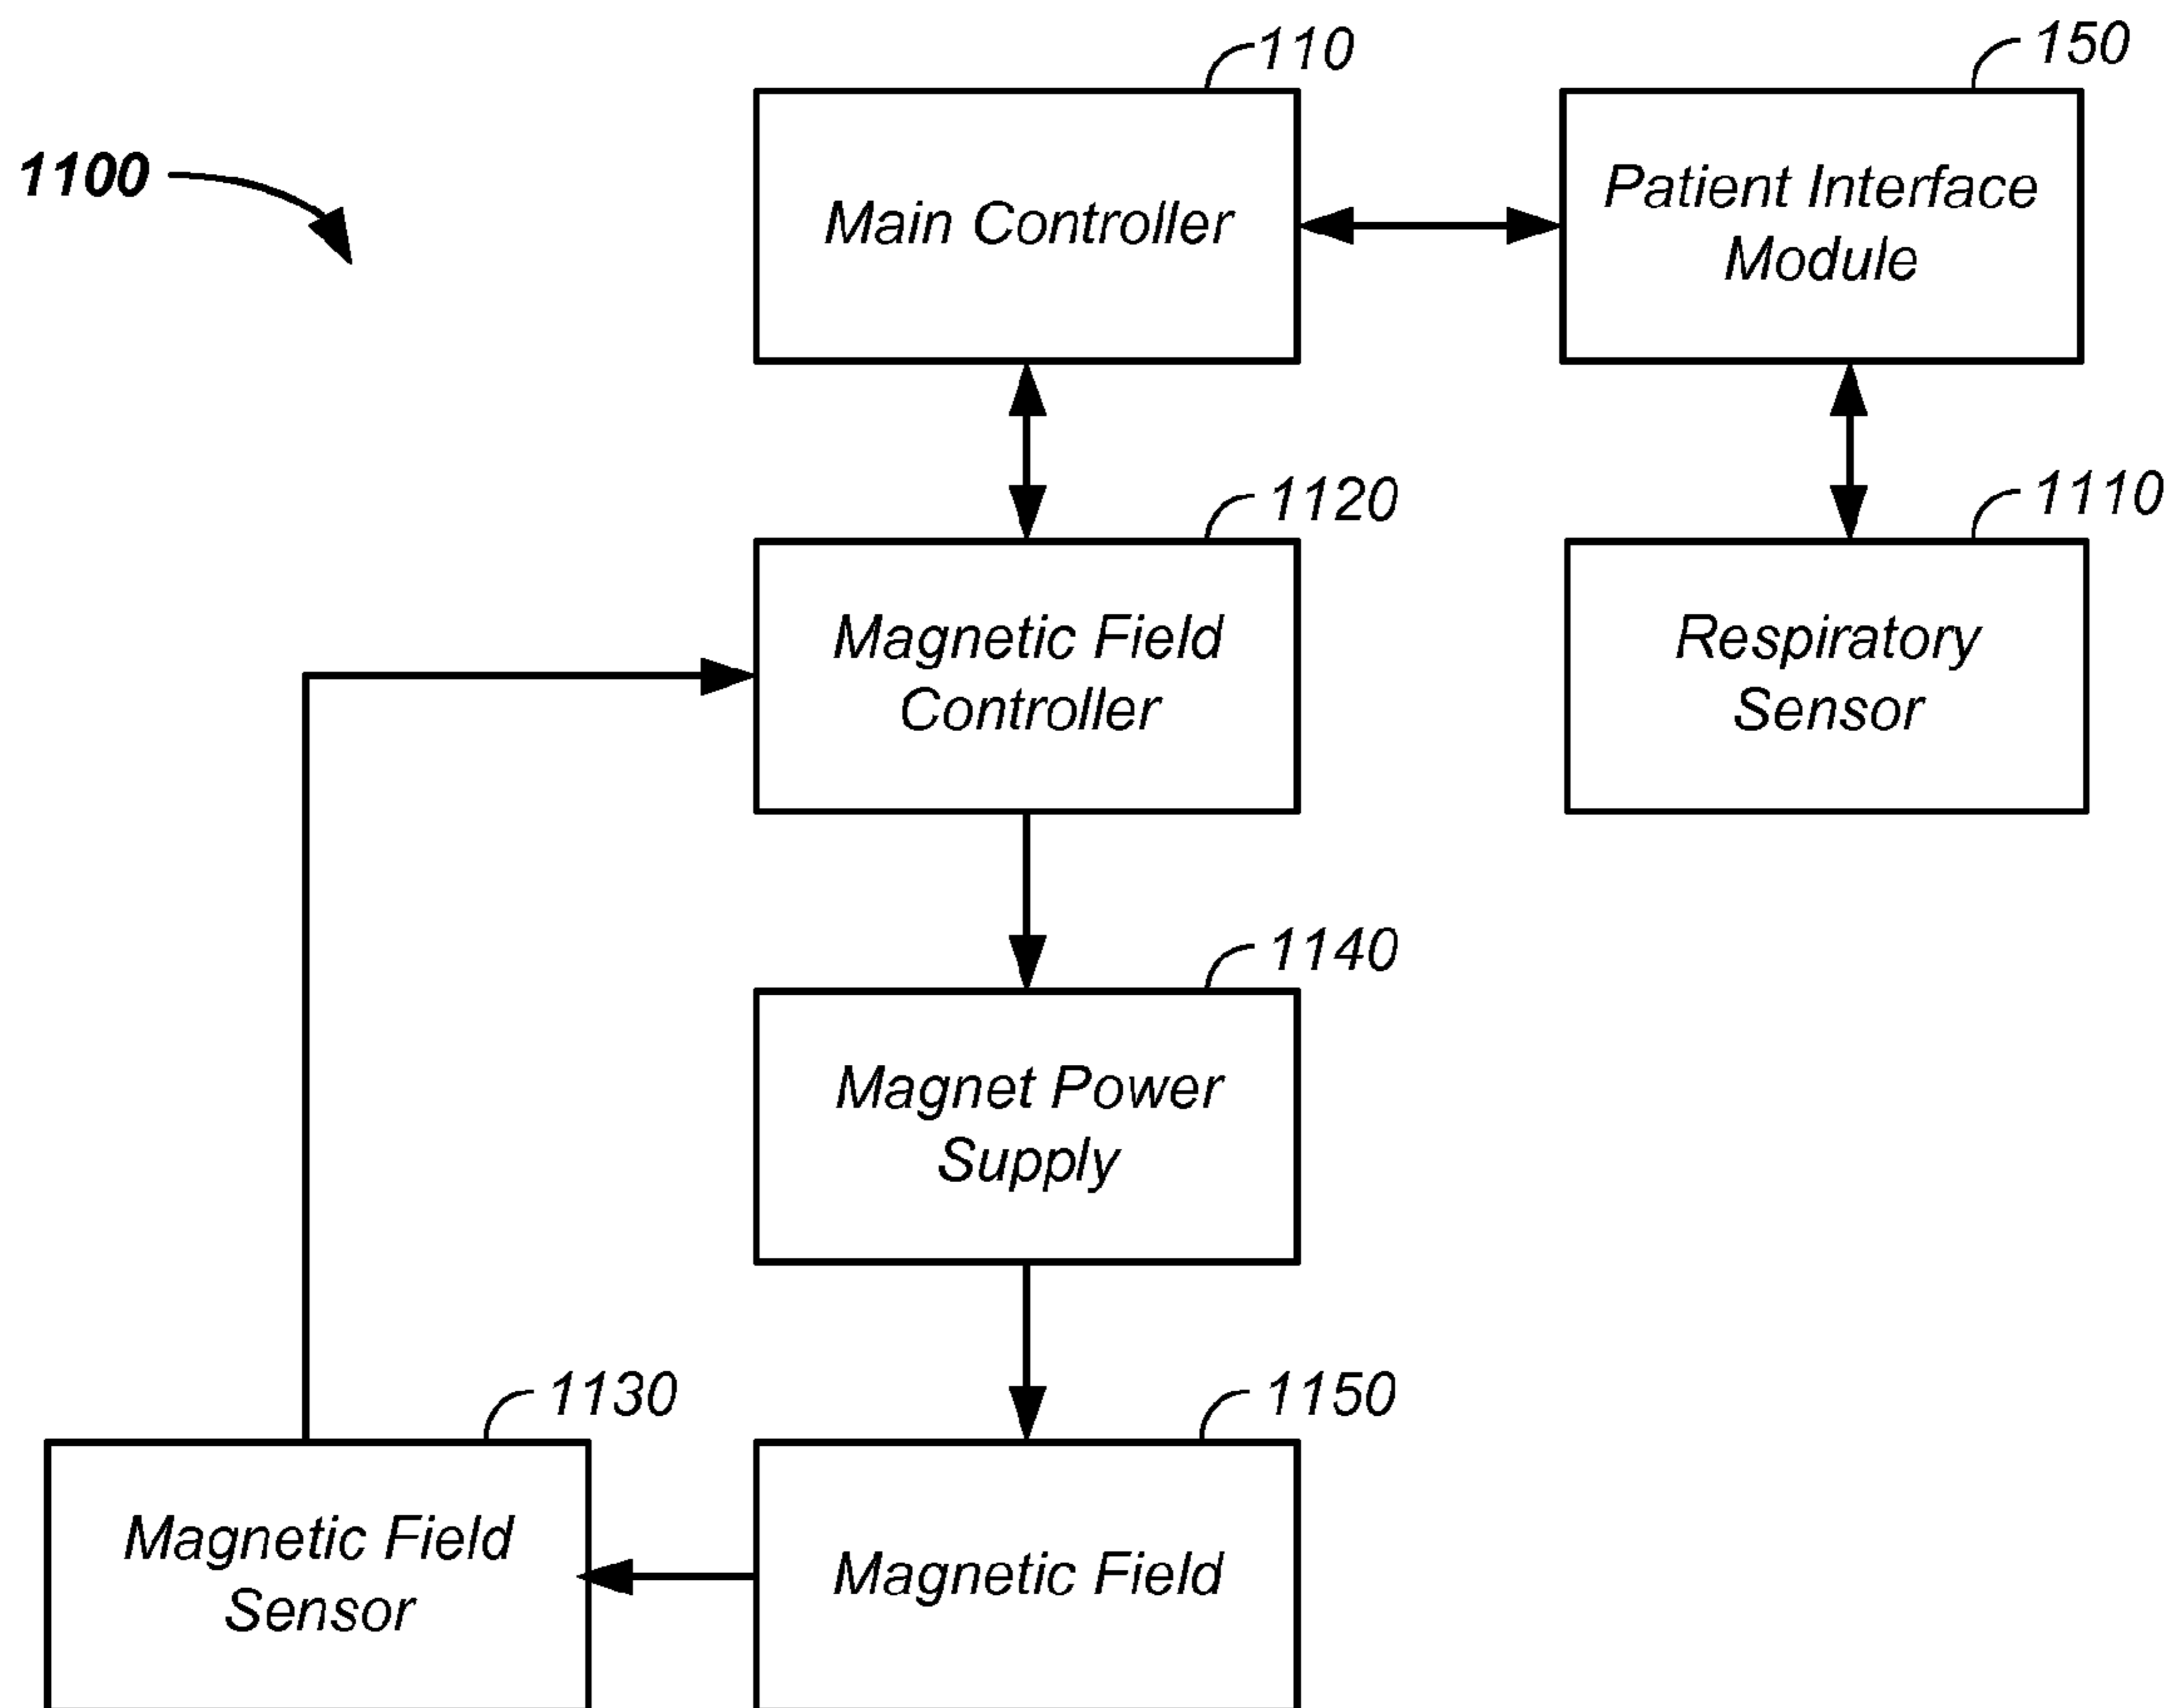 110
150
1100
Main Controller
Patient Interface
Module
1120
1110
Magnetic Field
Controller
Respiratory
Sensor
1140
Magnet Power
Supply
1130
1150
Magnetic Field
Sensor
Magnetic Field